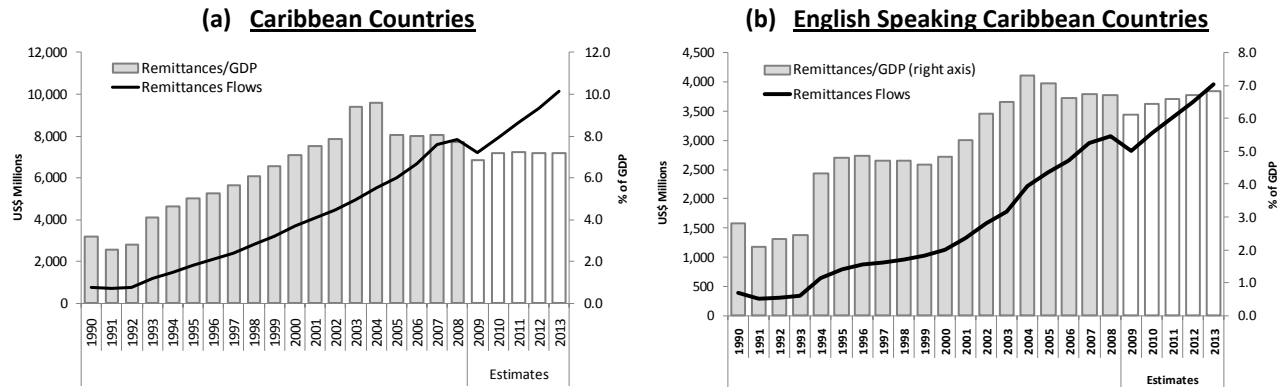 (a) Caribbean Countries
12,000
10,000
8,000
6,000
4,000
2,000
0
US$ Millions
Remittances/GDP
Remittances Flows
12.0
10.0
8.0
6.0
4.0
2.0
0.0
% of GDP
1990 1991 1992 1993 1994 1995 1996 1997 1998 1999 2000 2001 2002 2003 2004 2005 2006 2007 2008 2009 2010 2011 2012 2013
Estimates
(b) English Speaking Caribbean Countries
4,500
4,000
3,500
3,000
2,500
2,000
1,500
1,000
500
0
US$ Millions
Remittances/GDP (right axis)
Remittances Flows
8.0
7.0
6.0
5.0
4.0
3.0
2.0
1.0
0.0
% of GDP
1990 1991 1992 1993 1994 1995 1996 1997 1998 1999 2000 2001 2002 2003 2004 2005 2006 2007 2008 2009 2010 2011 2012 2013
Estimates